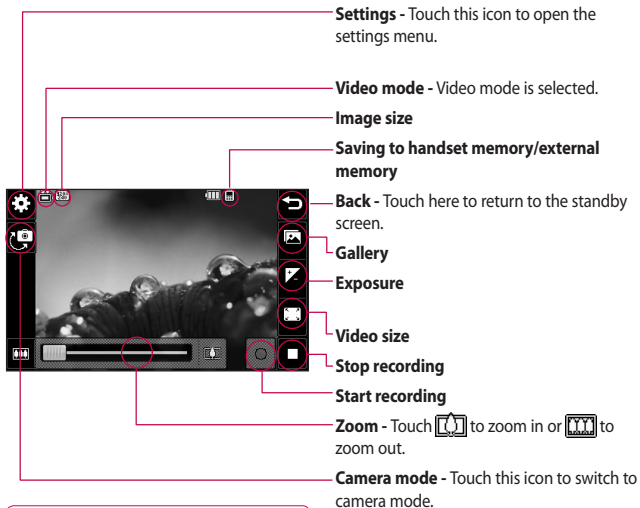 Settings - Touch this icon to open the
settings menu.
Video mode - Video mode is selected.
Image size
Saving to handset memory/external
memory
Back - Touch here to return to the standby
screen.
Gallery
Exposure
Video size
Stop recording
Start recording
Zoom - Touch to zoom in or to
zoom out.
Camera mode - Touch this icon to switch to
camera mode.